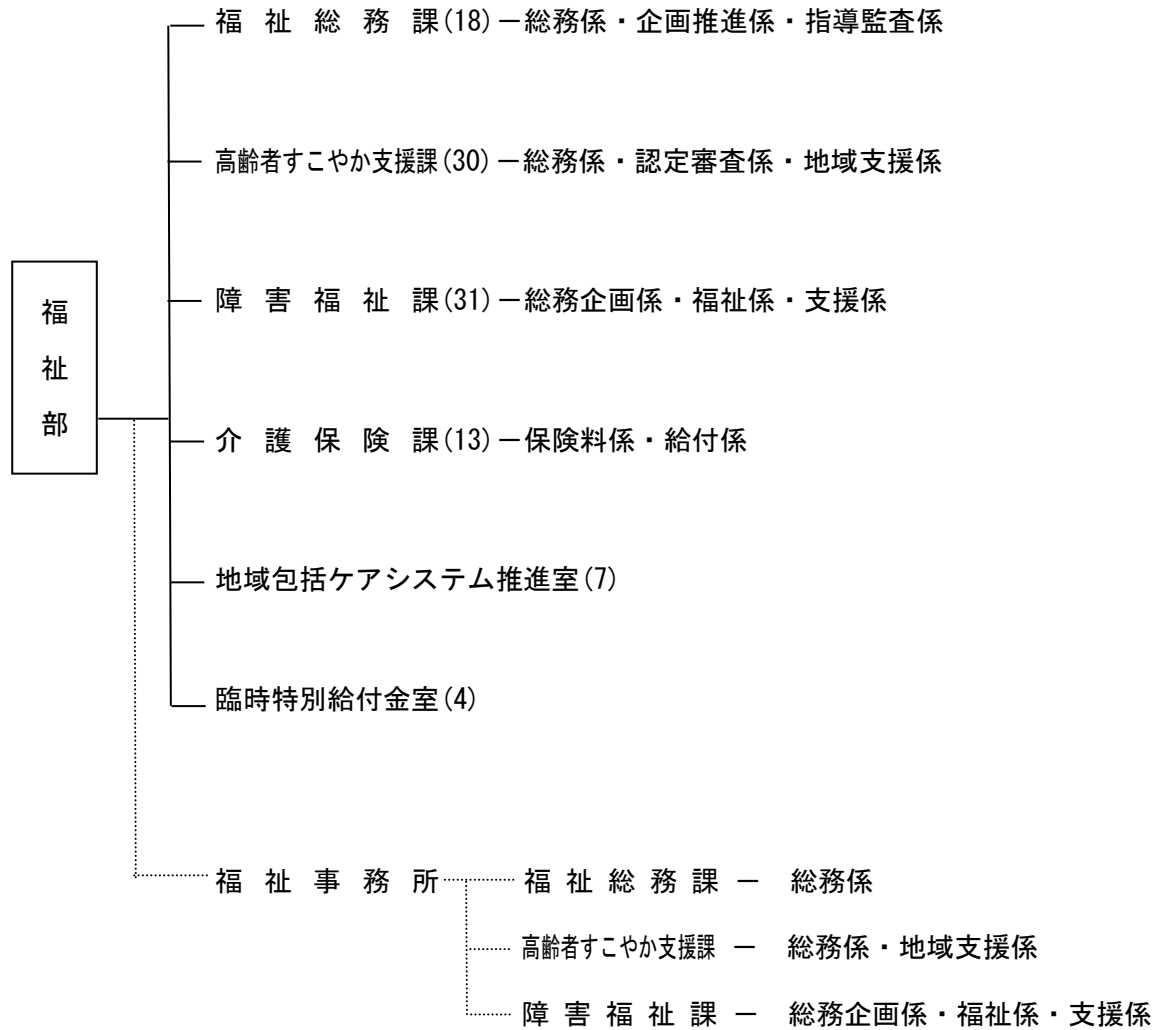 福祉総務課(18)－総務係・企画推進係・指導監査係
高齢者すこやか支援課(30)－総務係・認定審査係・地域支援係
障害福祉課(31)－総務企画係・福祉係・支援係
福祉部
介護保険課(13)－保険料係・給付係
地域包括ケアシステム推進室(7)
臨時特別給付金室(4)
福祉事務所 福祉総務課 － 総務係
高齢者すこやか支援課 － 総務係・地域支援係
障害福祉課 － 総務企画係・福祉係・支援係